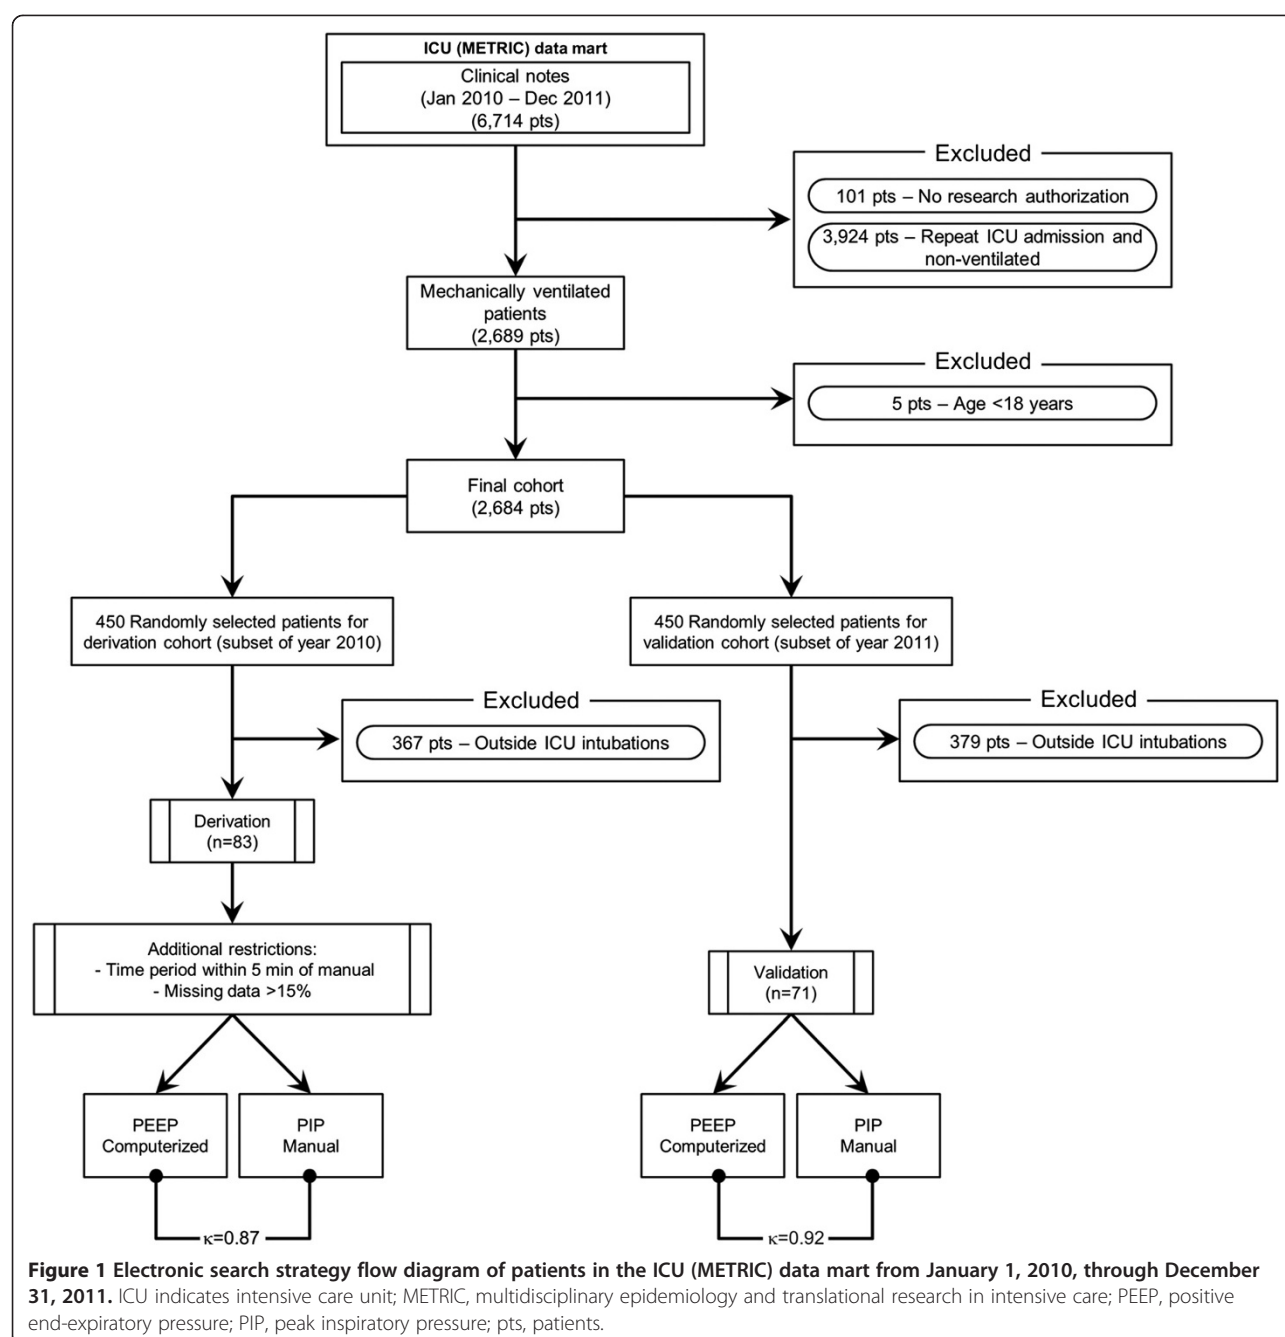 ICU (METRIC) data mart
Clinical notes
(Jan 2010 – Dec 2011)
(6,714 pts)
Excluded
101 pts – No research authorization
3,924 pts – Repeat ICU admission and
non-ventilated
Mechanically ventilated
patients
(2,689 pts)
Excluded
5 pts – Age <18 years
Final cohort
(2,684 pts)
450 Randomly selected patients for
derivation cohort (subset of year 2010)
450 Randomly selected patients for
validation cohort (subset of year 2011)
Excluded
367 pts – Outside ICU intubations
Excluded
379 pts – Outside ICU intubations
Derivation
(n=83)
Additional restrictions:
- Time period within 5 min of manual
- Missing data >15%
Validation
(n=71)
PEEP
Computerized
PIP
Manual
PEEP
Computerized
PIP
Manual
κ=0.87
κ=0.92
Figure 1 Electronic search strategy flow diagram of patients in the ICU (METRIC) data mart from January 1, 2010, through December
31, 2011. ICU indicates intensive care unit; METRIC, multidisciplinary epidemiology and translational research in intensive care; PEEP, positive
end-expiratory pressure; PIP, peak inspiratory pressure; pts, patients.